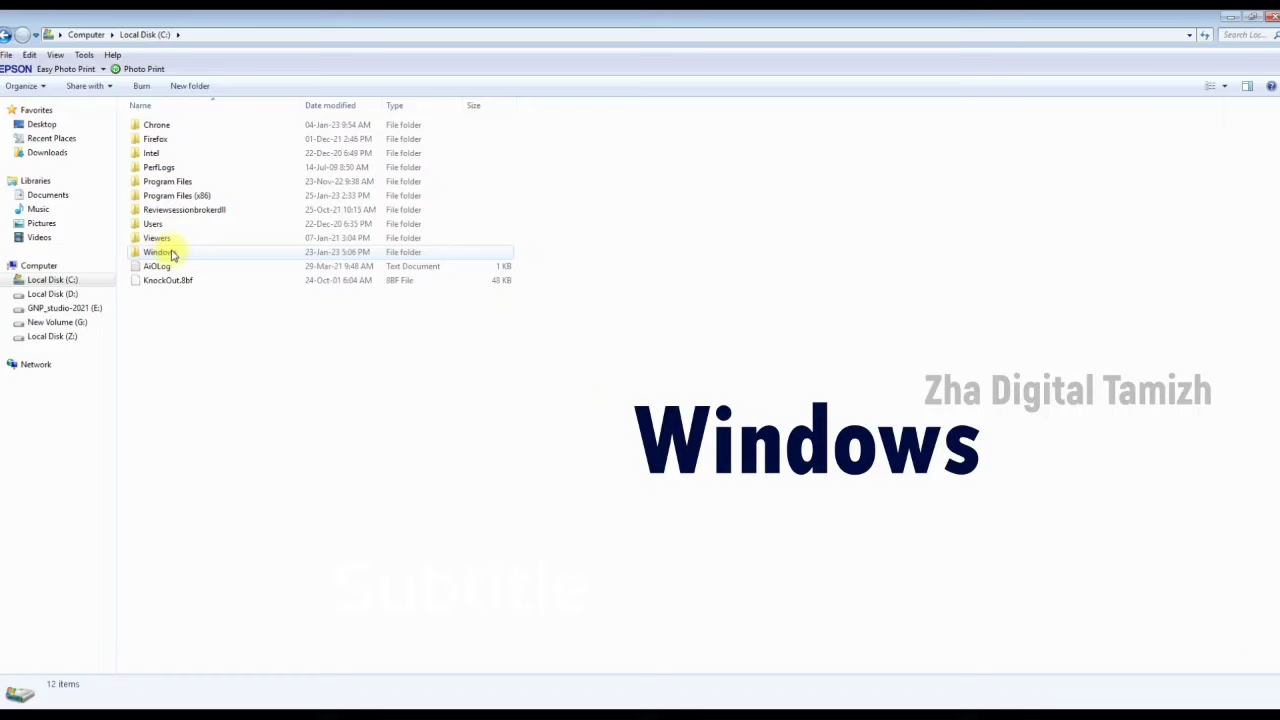 Computer Local Disk (C:) Search Loc...
File Edit View Tools Help
EPSON Easy Photo Print Photo Print
Organize Share with Burn New folder
Name Date modified Type Size
Favorites
Desktop
Recent Places
Downloads
Libraries
Documents
Music
Pictures
Videos
Computer
Local Disk (C:)
Local Disk (D:)
GNP_studio-2021 (E:)
New Volume (G:)
Local Disk (Z:)
Network
Chrome 04-Jan-23 9:54 AM File folder
Firefox 01-Dec-21 2:46 PM File folder
Intel 22-Dec-20 6:49 PM File folder
PerfLogs 14-Jul-09 8:50 AM File folder
Program Files 23-Nov-22 9:38 AM File folder
Program Files (x86) 25-Jan-23 2:33 PM File folder
Reviewsessionbrokerdll 25-Oct-21 10:15 AM File folder
Users 22-Dec-20 6:35 PM File folder
Viewers 07-Jan-21 3:04 PM File folder
Windows 23-Jan-23 5:06 PM File folder
AiOLog 29-Mar-21 9:48 AM Text Document 1 KB
KnockOut.8bf 24-Oct-01 6:04 AM 8BF File 48 KB
Zha Digital Tamizh
Windows
Subtitle
12 items